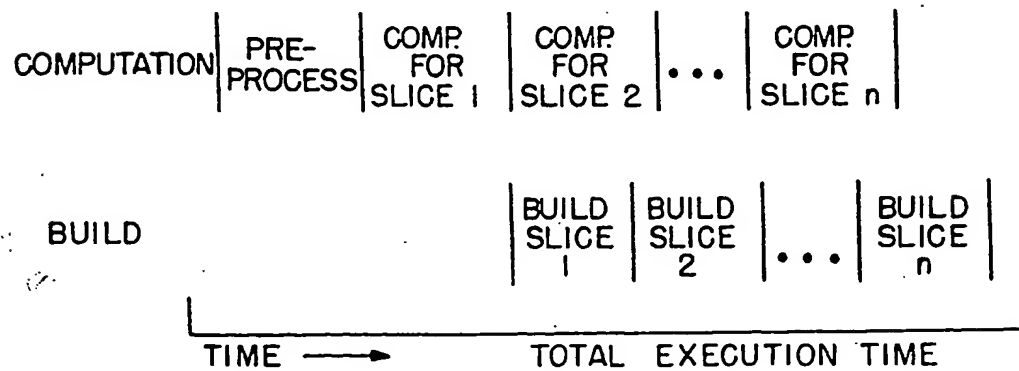 COMPUTATION
PRE-
PROCESS
COMP.
FOR
SLICE 1
COMP.
FOR
SLICE 2
...
COMP.
FOR
SLICE n
BUILD
BUILD
SLICE
1
BUILD
SLICE
2
...
BUILD
SLICE
n
TIME
TOTAL EXECUTION TIME